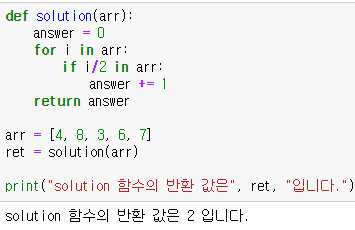 def solution(arr):
    answer = 0
    for i in arr:
        if i/2 in arr:
            answer += 1
    return answer

arr = [4, 8, 3, 6, 7]
ret = solution(arr)

print("solution 함수의 반환 값은", ret, "입니다.")
solution 함수의 반환 값은 2 입니다.